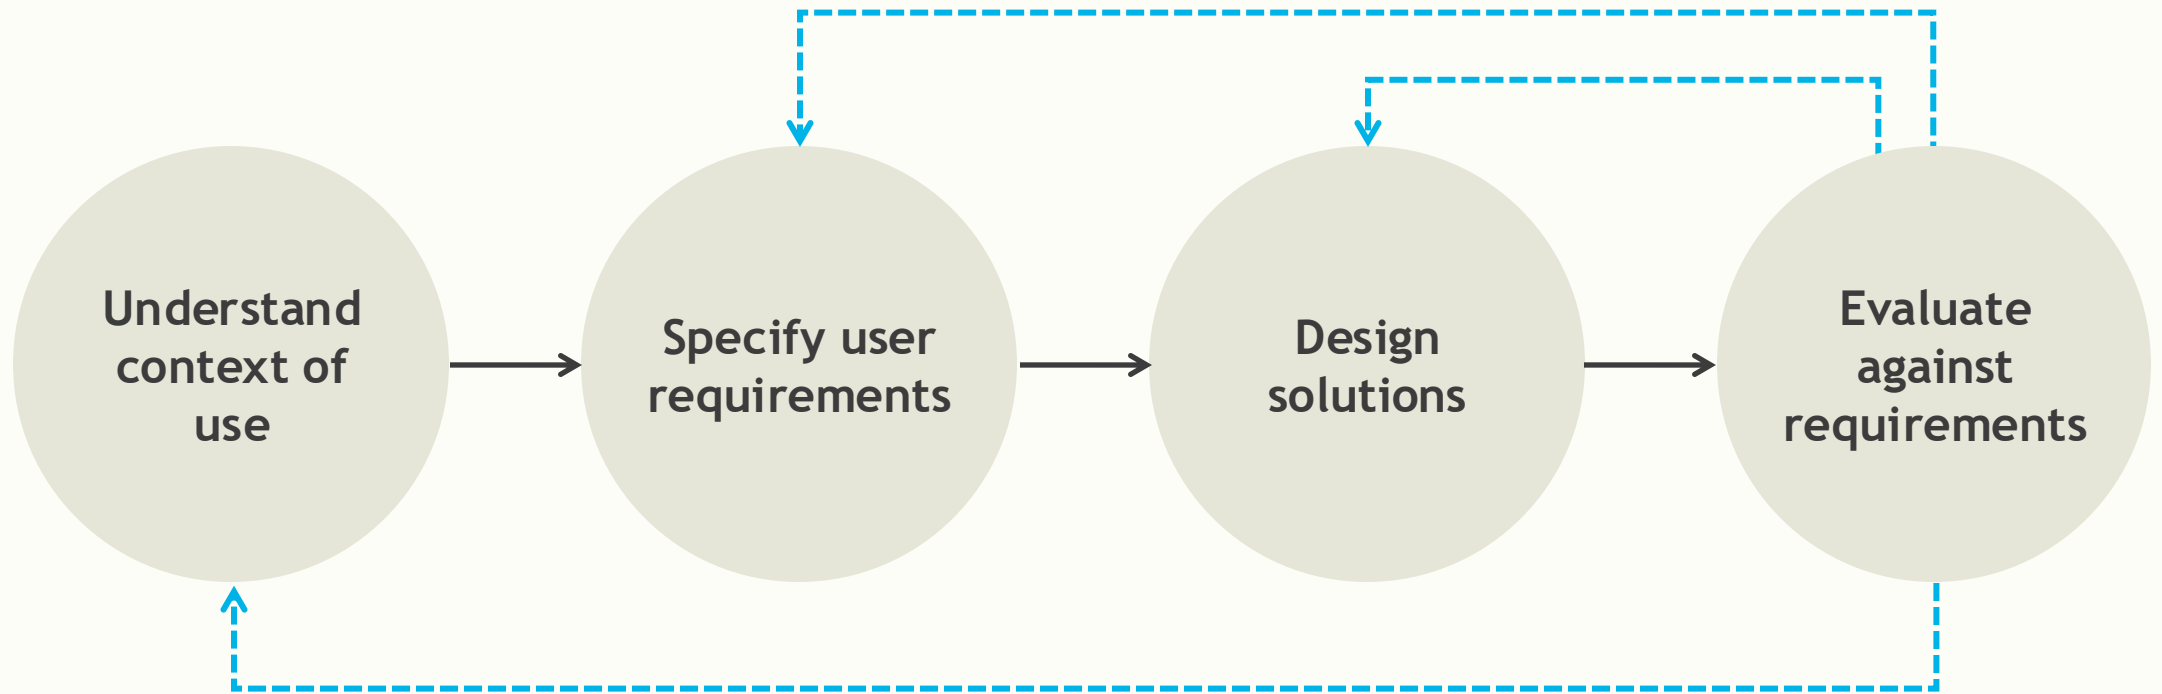 Understand
context of
use
Specify user
requirements
Design
solutions
Evaluate
against
requirements